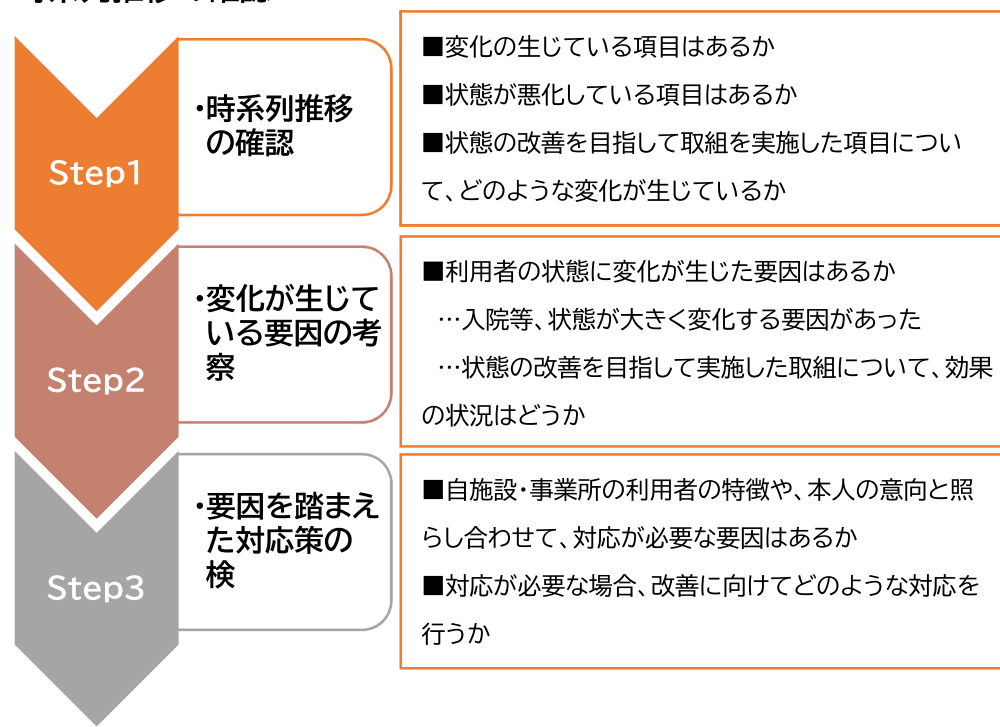 Step1
・時系列推移
の確認
■変化の生じている項目はあるか
■状態が悪化している項目はあるか
■状態の改善を目指して取組を実施した項目につい
て、どのような変化が生じているか
Step2
・変化が生じて
いる要因の考
察
■利用者の状態に変化が生じた要因はあるか
…入院等、状態が大きく変化する要因があった
…状態の改善を目指して実施した取組について、効果
の状況はどうか
Step3
・要因を踏まえ
た対応策の
検
■自施設・事業所の利用者の特徴や、本人の意向と照
らし合わせて、対応が必要な要因はあるか
■対応が必要な場合、改善に向けてどのような対応を
行うか